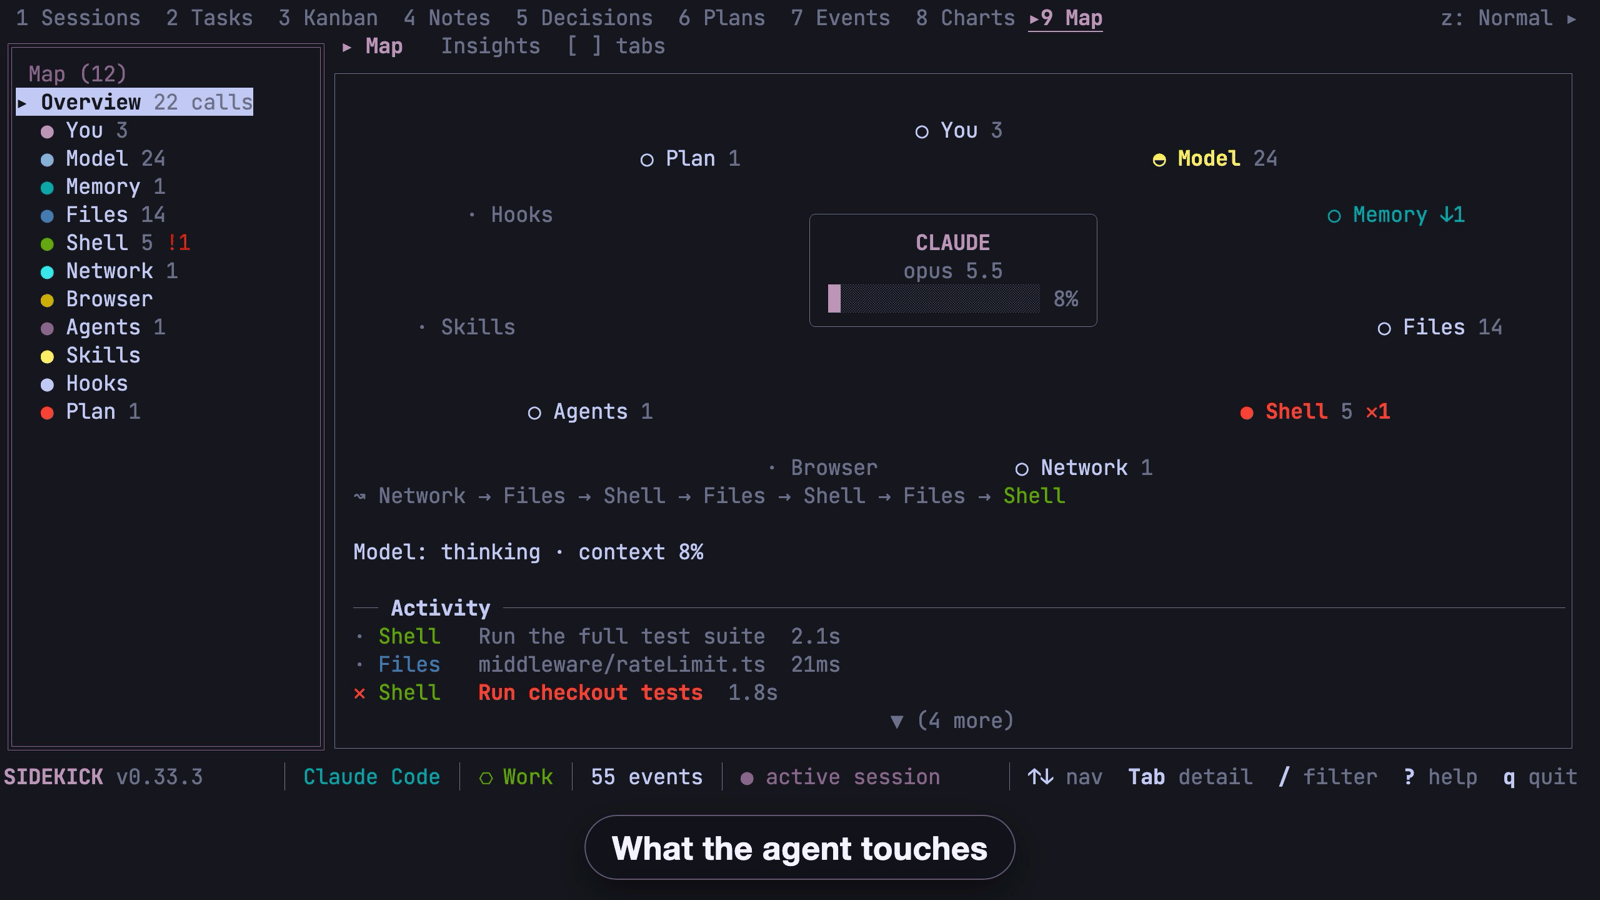 1 Sessions 2 Tasks 3 Kanban 4 Notes 5 Decisions 6 Plans 7 Events 8 Charts ▸9 Map z: Normal ▸
▸ Map Insights [ ] tabs
Map (12)
▸ Overview 22 calls
● You 3
● Model 24
● Memory 1
● Files 14
● Shell 5 !1
● Network 1
● Browser
● Agents 1
● Skills
● Hooks
● Plan 1
○ You 3
○ Plan 1
◓ Model 24
· Hooks
○ Memory ↓1
CLAUDE
opus 5.5
8%
· Skills
○ Files 14
○ Agents 1
● Shell 5 ×1
· Browser
○ Network 1
↝ Network → Files → Shell → Files → Shell → Files → Shell
Model: thinking · context 8%
Activity
· Shell Run the full test suite 2.1s
· Files middleware/rateLimit.ts 21ms
× Shell Run checkout tests 1.8s
▼ (4 more)
SIDEKICK v0.33.3 │ Claude Code │ ⎔ Work │ 55 events │ ● active session │ ↑↓ nav Tab detail / filter ? help q quit
What the agent touches